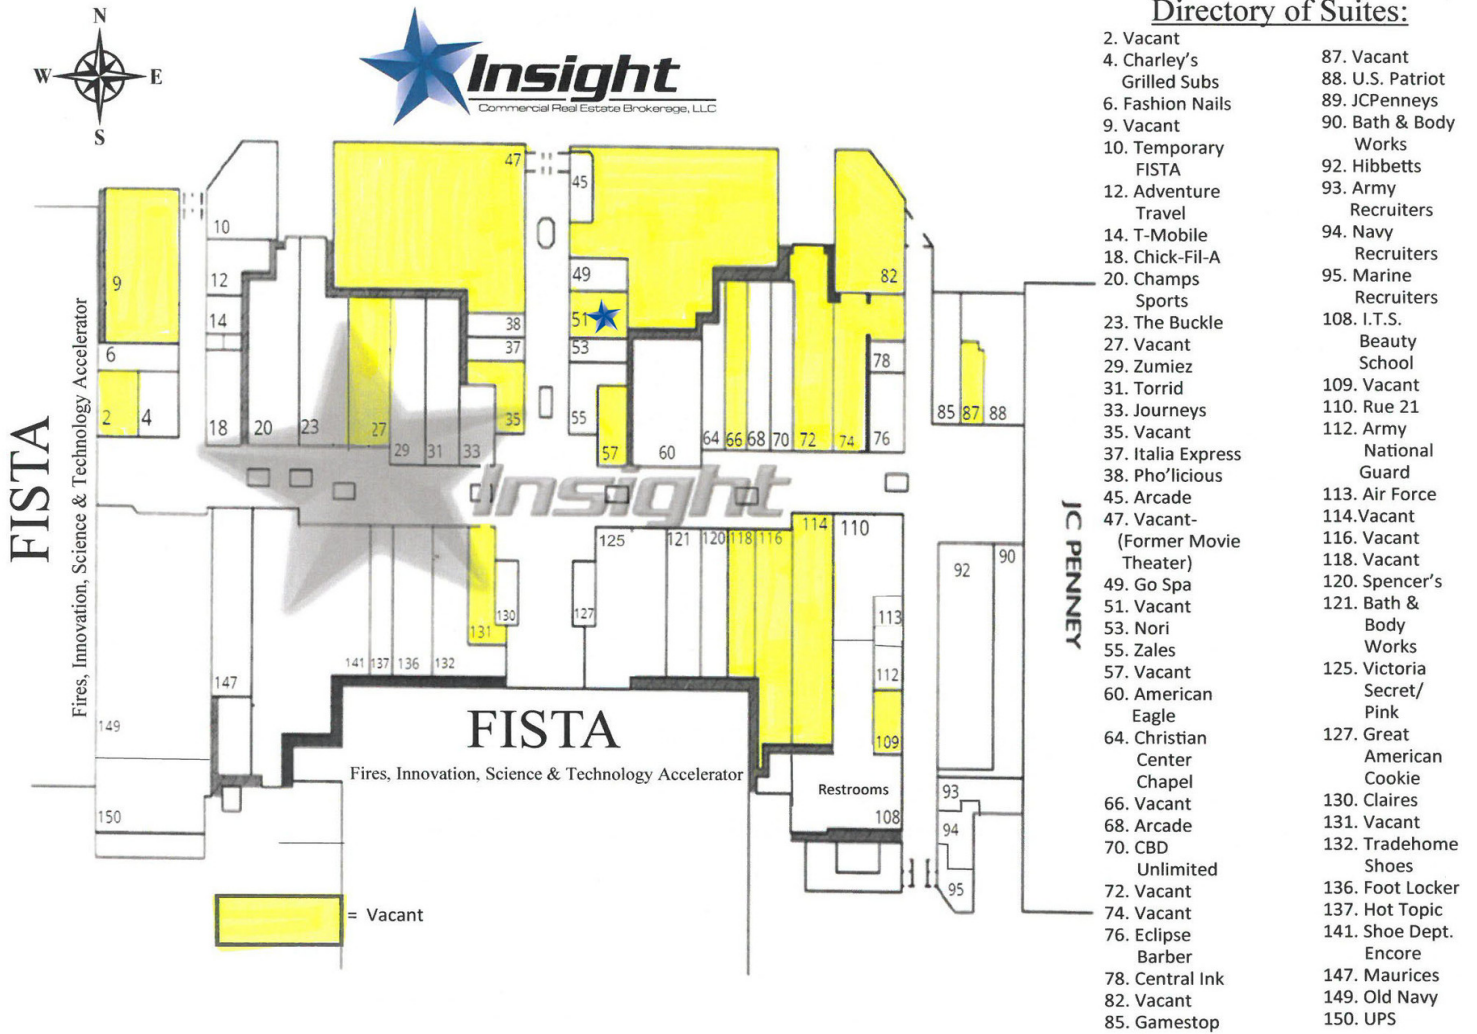 Directory of Suites:
2. Vacant
4. Charley's
Grilled Subs
6. Fashion Nails
9. Vacant
10. Temporary
FISTA
12. Adventure
Travel
14. T-Mobile
18. Chick-Fil-A
20. Champs
Sports
23. The Buckle
27. Vacant
29. Zumiez
31. Torrid
33. Journeys
35. Vacant
37. Italia Express
38. Pho'licious
45. Arcade
47. Vacant-
(Former Movie
Theater)
49. Go Spa
51. Vacant
53. Nori
55. Zales
57. Vacant
60. American
Eagle
64. Christian
Center
Chapel
66. Vacant
68. Arcade
70. CBD
Unlimited
72. Vacant
74. Vacant
76. Eclipse
Barber
78. Central Ink
82. Vacant
85. Gamestop
87. Vacant
88. U.S. Patriot
89. JCPenneys
90. Bath & Body
Works
92. Hibbetts
93. Army
Recruiters
94. Navy
Recruiters
95. Marine
Recruiters
108. I.T.S.
Beauty
School
109. Vacant
110. Rue 21
112. Army
National
Guard
113. Air Force
114.Vacant
116. Vacant
118. Vacant
120. Spencer's
121. Bath &
Body
Works
125. Victoria
Secret/
Pink
127. Great
American
Cookie
130. Claires
131. Vacant
132. Tradehome
Shoes
136. Foot Locker
137. Hot Topic
141. Shoe Dept.
Encore
147. Maurices
149. Old Navy
150. UPS
N
W
E
S
Insight
Commercial Real Estate Brokerage, LLC
47
45
10
9
12
49
82
14
38
51
6
37
53
78
2
4
18
20
23
27
29
31
33
35
55
57
60
64
66
68
70
72
74
76
85
87
88
Insight
FISTA
Fires, Innovation, Science & Technology Accelerator
JC PENNEY
125
121
120
118
116
114
110
92
90
130
127
113
131
141
137
136
132
147
112
149
109
FISTA
Fires, Innovation, Science & Technology Accelerator
Restrooms
93
150
108
94
95
= Vacant